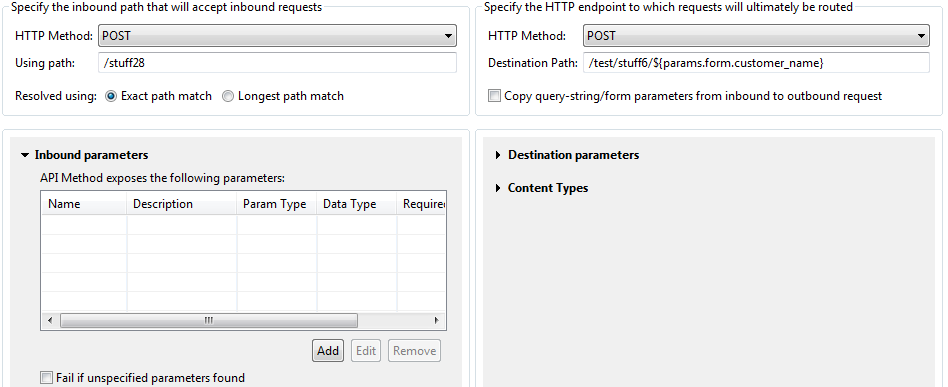 Specify the inbound path that will accept inbound requests
HTTP Method: POST
Using path: /stuff28
Resolved using: Exact path match Longest path match
Specify the HTTP endpoint to which requests will ultimately be routed
HTTP Method: POST
Destination Path: /test/stuff6/${params.form.customer_name}
Copy query-string/form parameters from inbound to outbound request
Inbound parameters
API Method exposes the following parameters:
Name Description Param Type Data Type Required
Add Edit Remove
Fail if unspecified parameters found
Destination parameters
Content Types